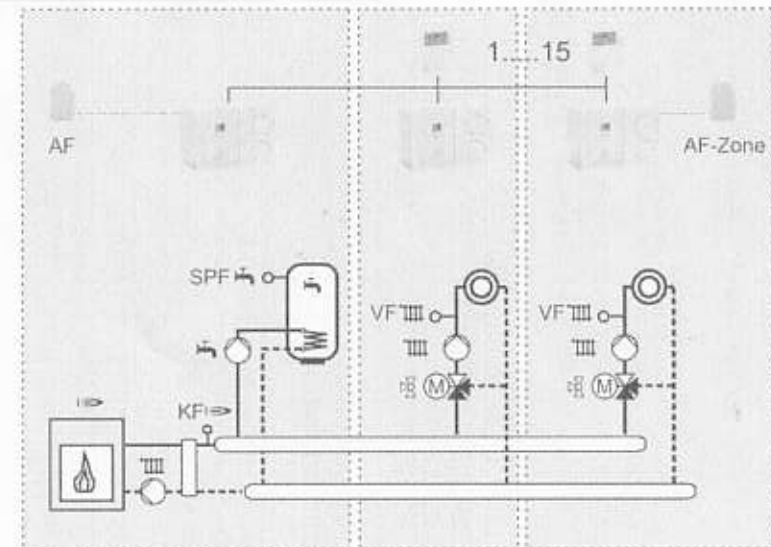 1.....15
AF
AF-Zone
SPF
VF
VF
M
M
KF